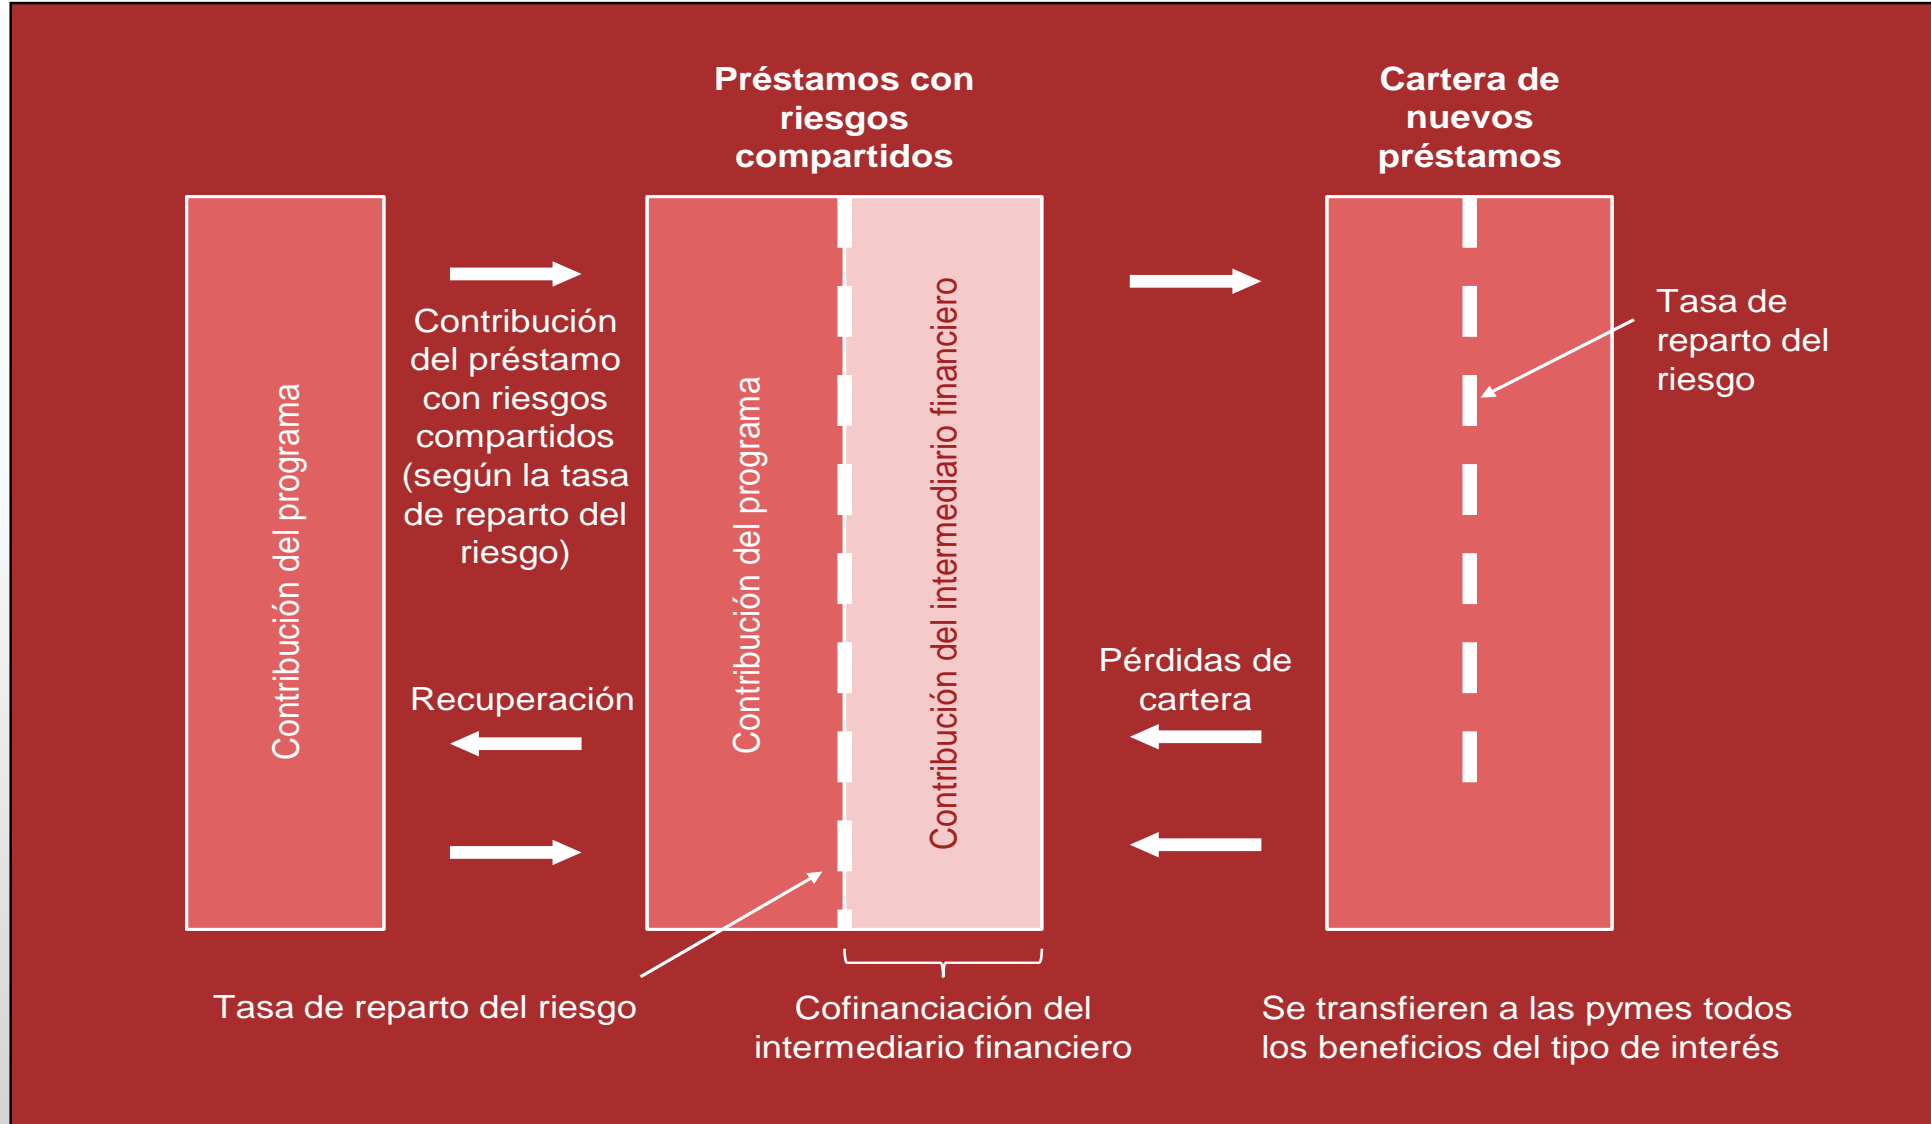 Préstamos con
riesgos
compartidos
Cartera de
nuevos
préstamos
Contribución del programa
Contribución
del préstamo
con riesgos
compartidos
(según la tasa
de reparto del
riesgo)
Recuperación
Contribución del programa
Contribución del intermediario financiero
Pérdidas de
cartera
Tasa de
reparto del
riesgo
Tasa de reparto del riesgo
Cofinanciación del
intermediario financiero
Se transfieren a las pymes todos
los beneficios del tipo de interés